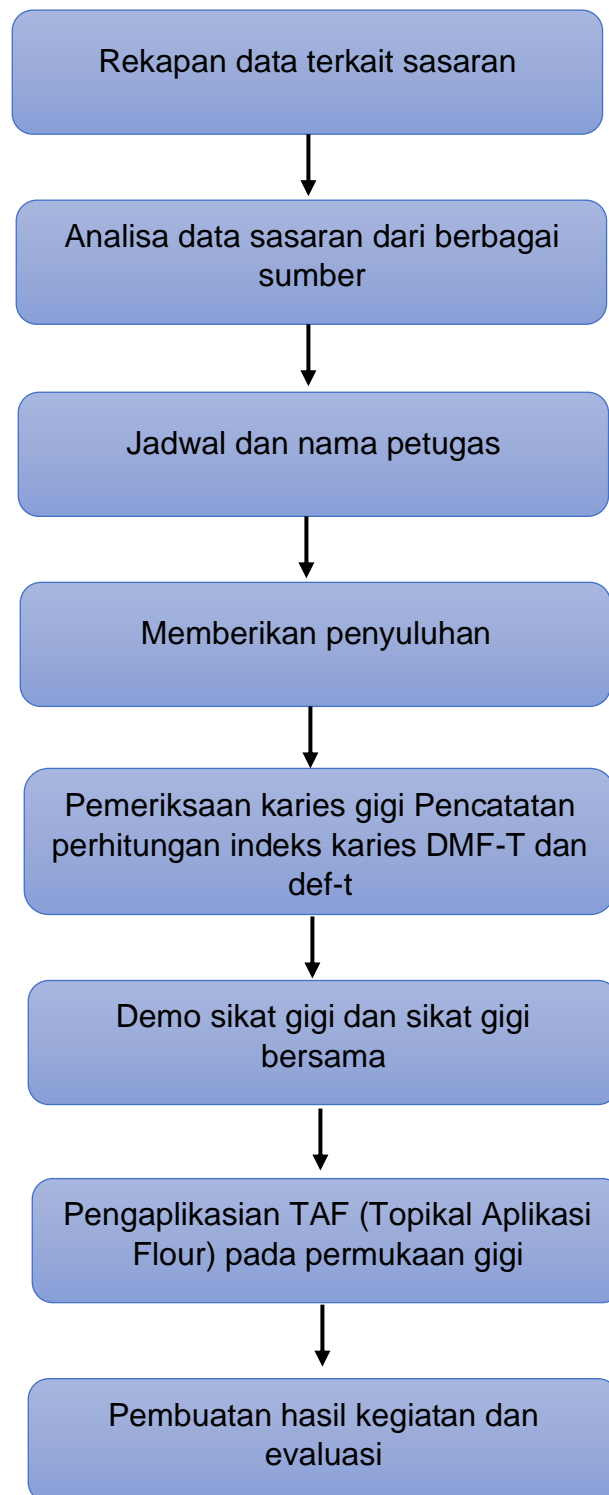 Rekapan data terkait sasaran
Analisa data sasaran dari berbagai
sumber
Jadwal dan nama petugas
Memberikan penyuluhan
Pemeriksaan karies gigi Pencatatan
perhitungan indeks karies DMF-T dan
def-t
Demo sikat gigi dan sikat gigi
bersama
Pengaplikasian TAF (Topikal Aplikasi
Flour) pada permukaan gigi
Pembuatan hasil kegiatan dan
evaluasi